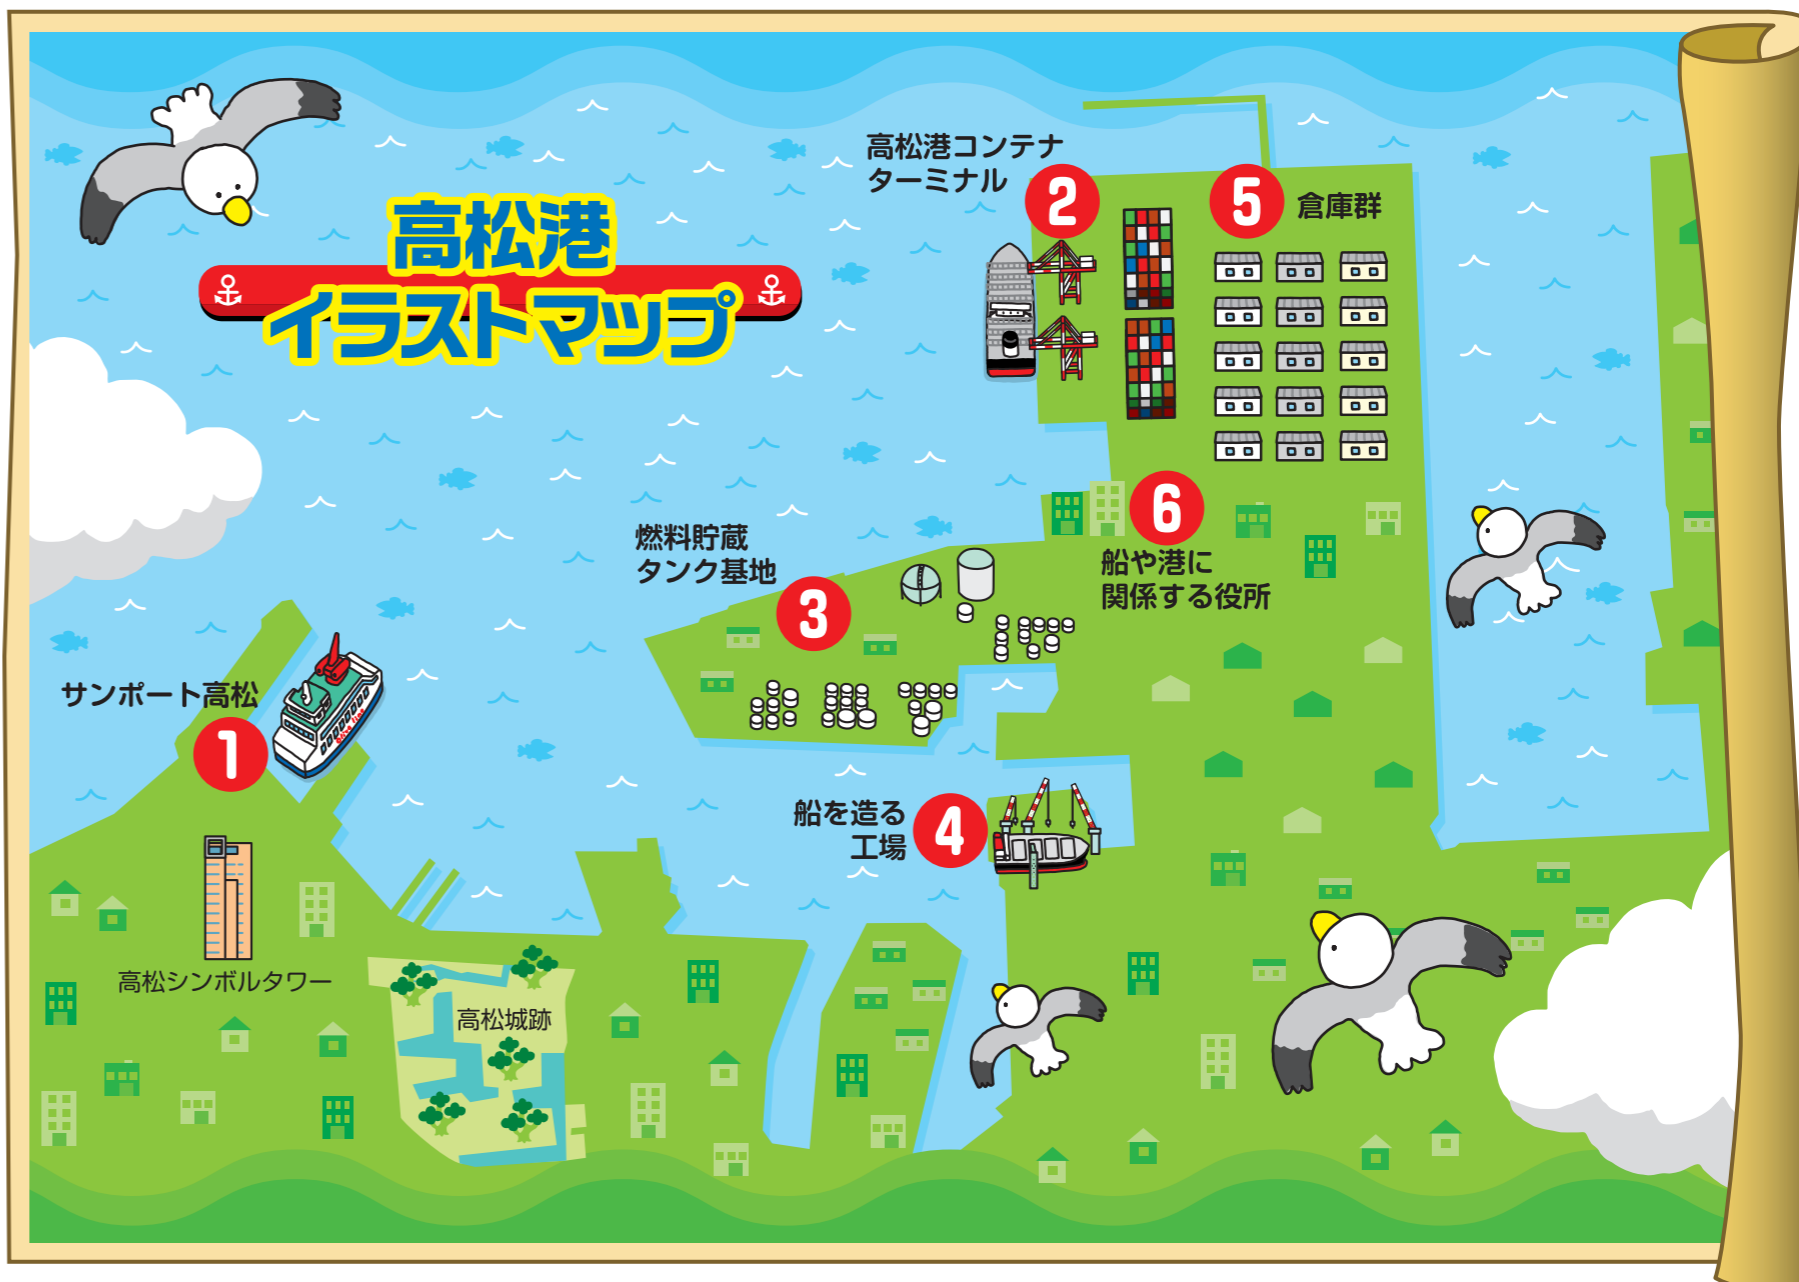 高松港
イラストマップ
高松港コンテナ
ターミナル
2
5
倉庫群
燃料貯蔵
タンク基地
3
6
船や港に
関係する役所
サンポート高松
1
船を造る
工場
4
高松シンボルタワー
高松城跡